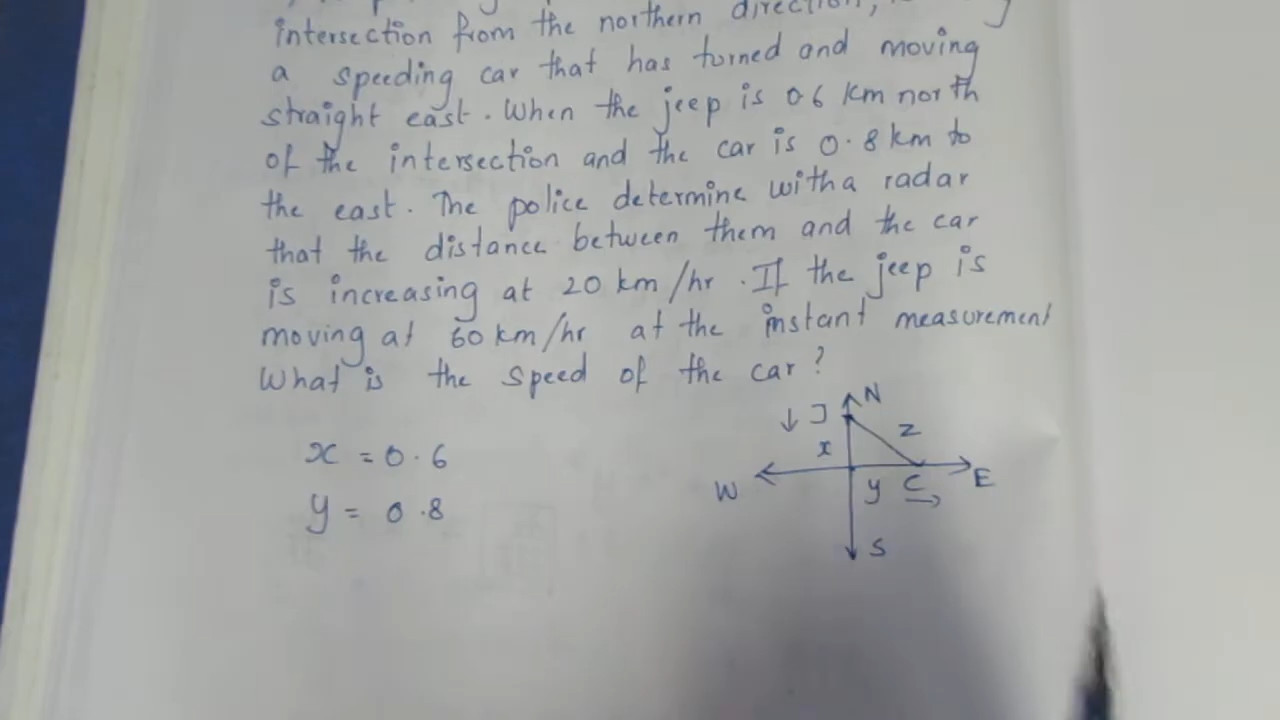 intersection from the northern direction,
a speeding car that has turned and moving
straight east. When the jeep is 0.6 km north
of the intersection and the car is 0.8 km to
the east. The police determine with a radar
that the distance between them and the car
is increasing at 20 km/hr. If the jeep is
moving at 60 km/hr at the instant measurement
What is the speed of the car?
N
↓ J
z
x
W
y C
E
S
x = 0.6
y = 0.8